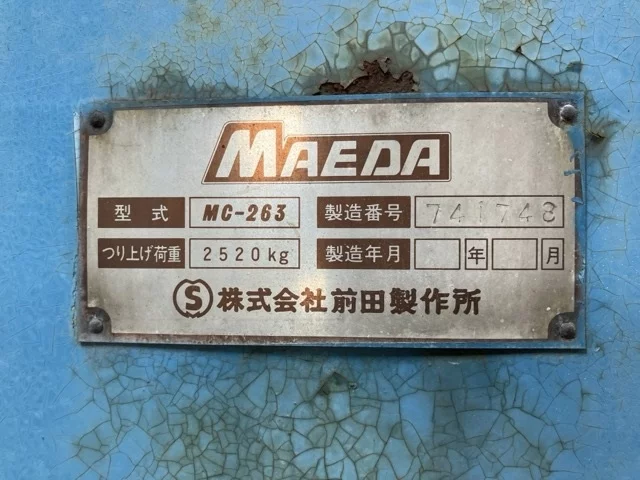 MAEDA
型式 MC-263 製造番号 741748
つり上げ荷重 2520kg 製造年月 年 月
Ⓢ株式会社前田製作所